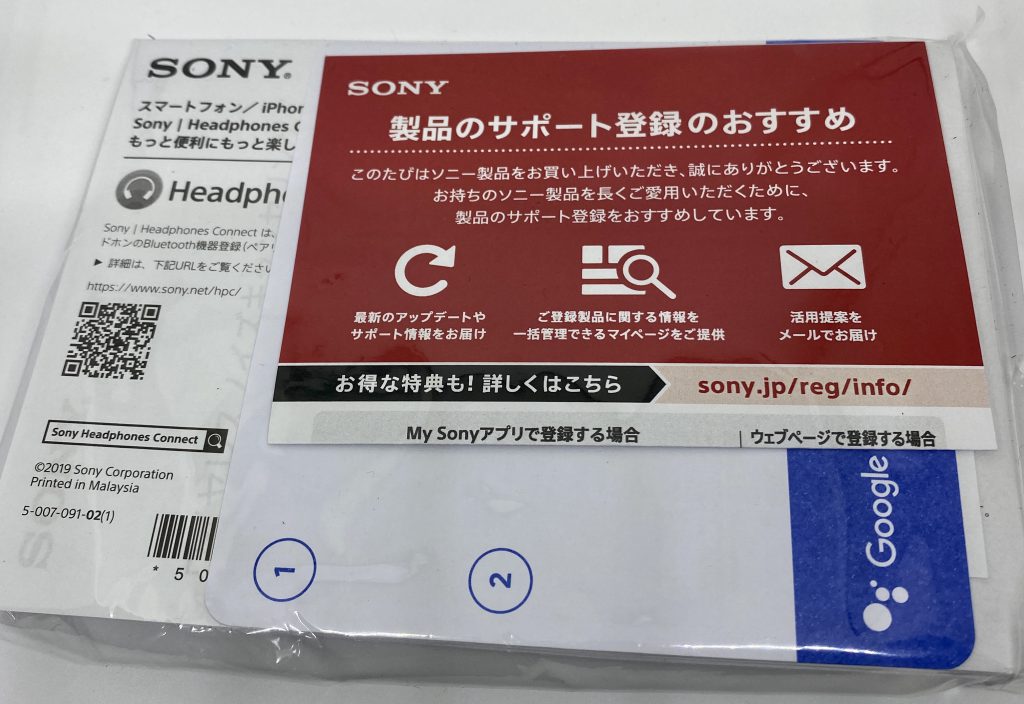 SONY®
スマートフォン/iPhon
Sony | Headphones C
もっと便利にもっと楽し
Headph
Sony | Headphones Connect は、
ドホンのBluetooth機器登録(ペアリ
▶ 詳細は、下記URLをご覧ください
https://www.sony.net/hpc/
Sony Headphones Connect
©2019 Sony Corporation
Printed in Malaysia
5-007-091-02(1)
* 5 0
SONY
製品のサポート登録のおすすめ
このたびはソニー製品をお買い上げいただき、誠にありがとうございます。
お持ちのソニー製品を長くご愛用いただくために、
製品のサポート登録をおすすめしています。
最新のアップデートや
サポート情報をお届け
ご登録製品に関する情報を
一括管理できるマイページをご提供
活用提案を
メールでお届け
お得な特典も! 詳しくはこちら
sony.jp/reg/info/
My Sonyアプリで登録する場合
ウェブページで登録する場合
1
2
Google